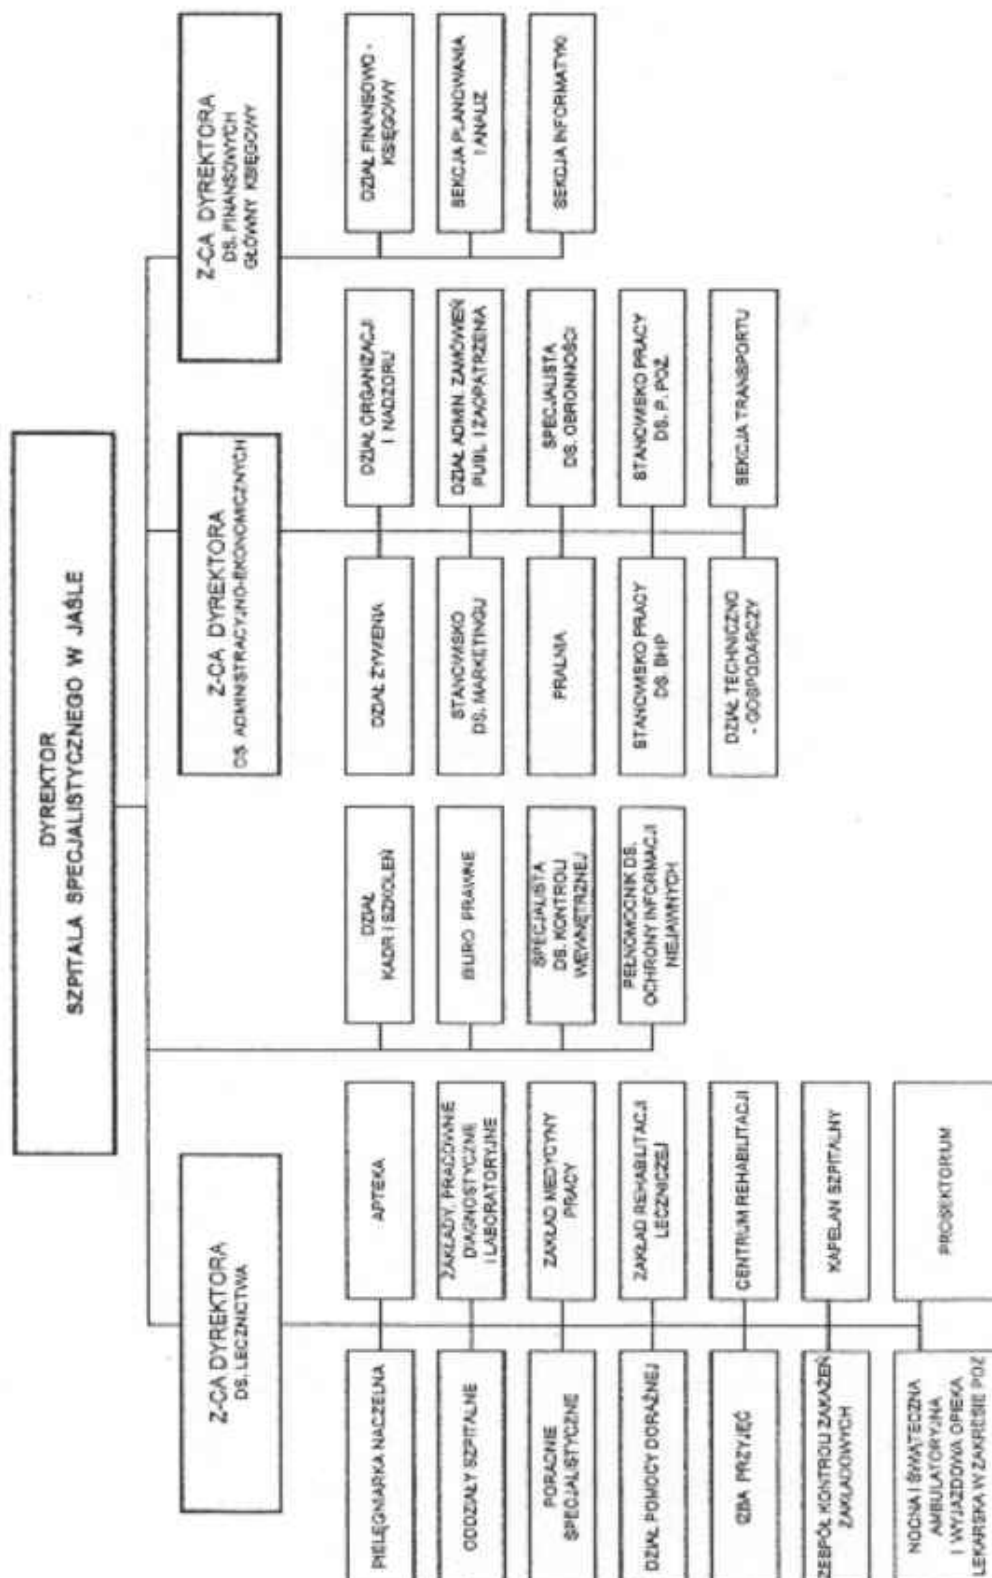 DYREKTOR
SZPITALA SPECJALISTYCZNEGO W JAŚLE
Z-CA DYREKTORA
DS. LECZNICTWA
PIELĘGNIARKA NACZELNA
APTEKA
ODDZIAŁY SZPITALNE
ZAKŁADY, PRACOWNIE
DIAGNOSTYCZNE
I LABORATORYJNE
PORADNIE
SPECJALISTYCZNE
ZAKŁAD MEDYCYNY
PRACY
DZIAŁ POMOCY DORAŹNEJ
ZAKŁAD REHABILITACJI
LECZNICZEJ
IZBA PRZYJĘĆ
CENTRUM REHABILITACJI
ZESPÓŁ KONTROLI ZAKAŻEŃ
ZAKŁADOWYCH
KAPELAN SZPITALNY
NOCNA I ŚWIĄTECZNA
AMBULATORYJNA
I WYJAZDOWA OPIEKA
LEKARSKA W ZAKRESIE POZ
PROSEKTORIUM
DZIAŁ
KADR I SZKOLEŃ
BIURO PRAWNE
SPECJALISTA
DS. KONTROLI
WEWNĘTRZNEJ
PEŁNOMOCNIK DS.
OCHRONY INFORMACJI
NIEJAWNYCH
Z-CA DYREKTORA
DS. ADMINISTRACYJNO-EKONOMICZNYCH
DZIAŁ ŻYWIENIA
DZIAŁ ORGANIZACJI
I NADZORU
STANOWISKO
DS. MARKETINGU
DZIAŁ ADMIN. ZAMÓWIEŃ
PUBL. I ZAOPATRZENIA
PRALNIA
SPECJALISTA
DS. OBRONNOŚCI
STANOWISKO PRACY
DS. BHP
STANOWISKO PRACY
DS. P. POŻ.
DZIAŁ TECHNICZNO
- GOSPODARCZY
SEKCJA TRANSPORTU
Z-CA DYREKTORA
DS. FINANSOWYCH
GŁÓWNY KSIĘGOWY
DZIAŁ FINANSOWO -
KSIĘGOWY
SEKCJA PLANOWANIA
I ANALIZ
SEKCJA INFORMATYKI